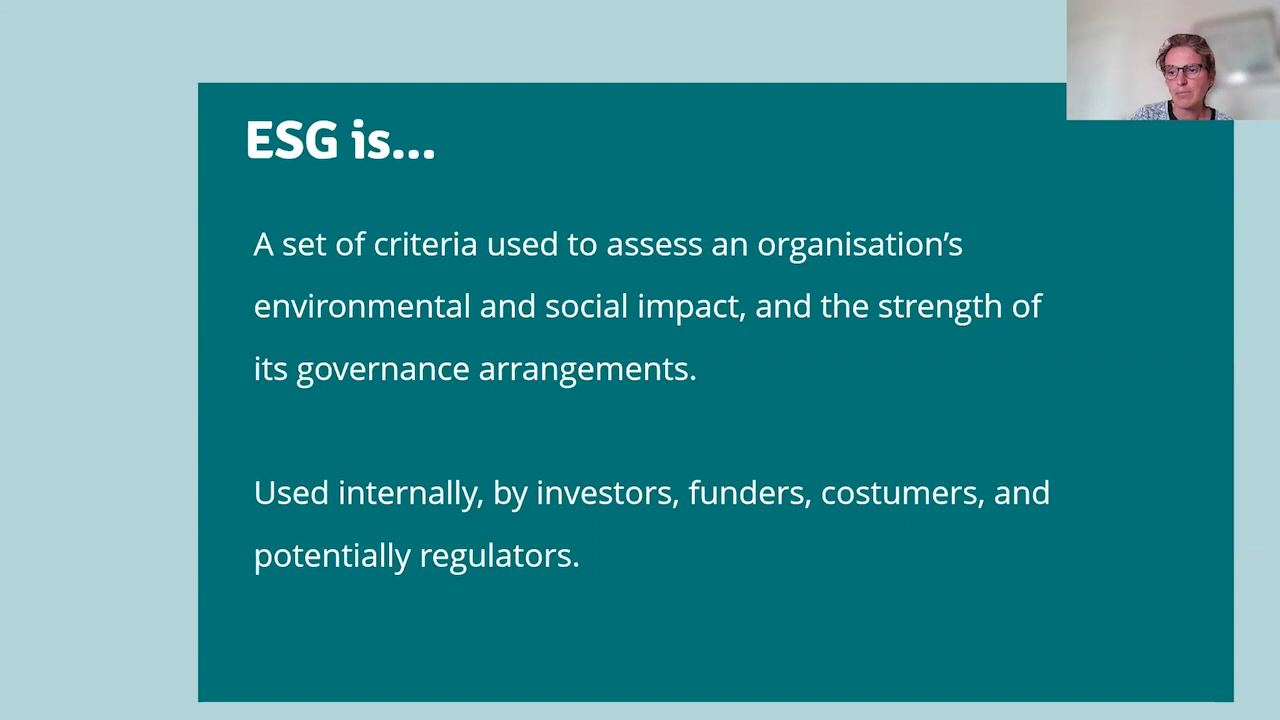 ESG is...
A set of criteria used to assess an organisation’s
environmental and social impact, and the strength of
its governance arrangements.
Used internally, by investors, funders, costumers, and
potentially regulators.